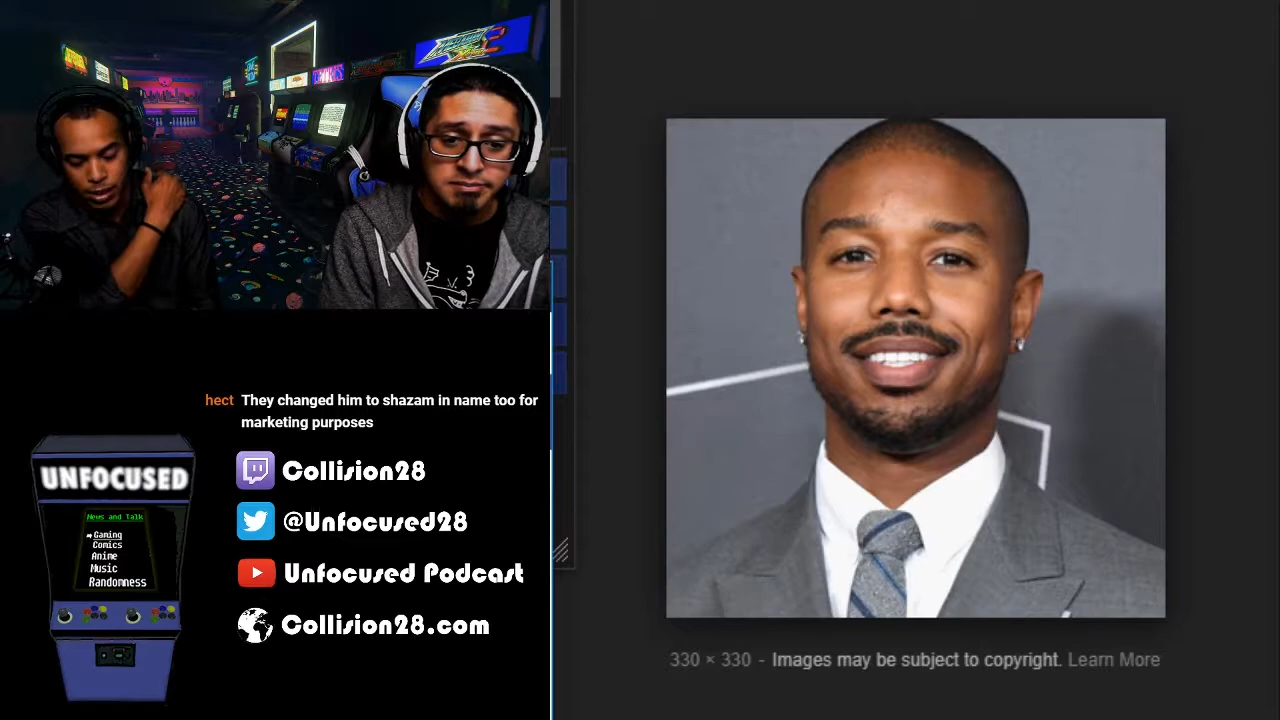 hect They changed him to shazam in name too for
marketing purposes
UNFOCUSED
News and Talk
Gaming
Comics
Anime
Music
Randomness
Collision28
@Unfocused28
Unfocused Podcast
Collision28.com
330 × 330 - Images may be subject to copyright. Learn More